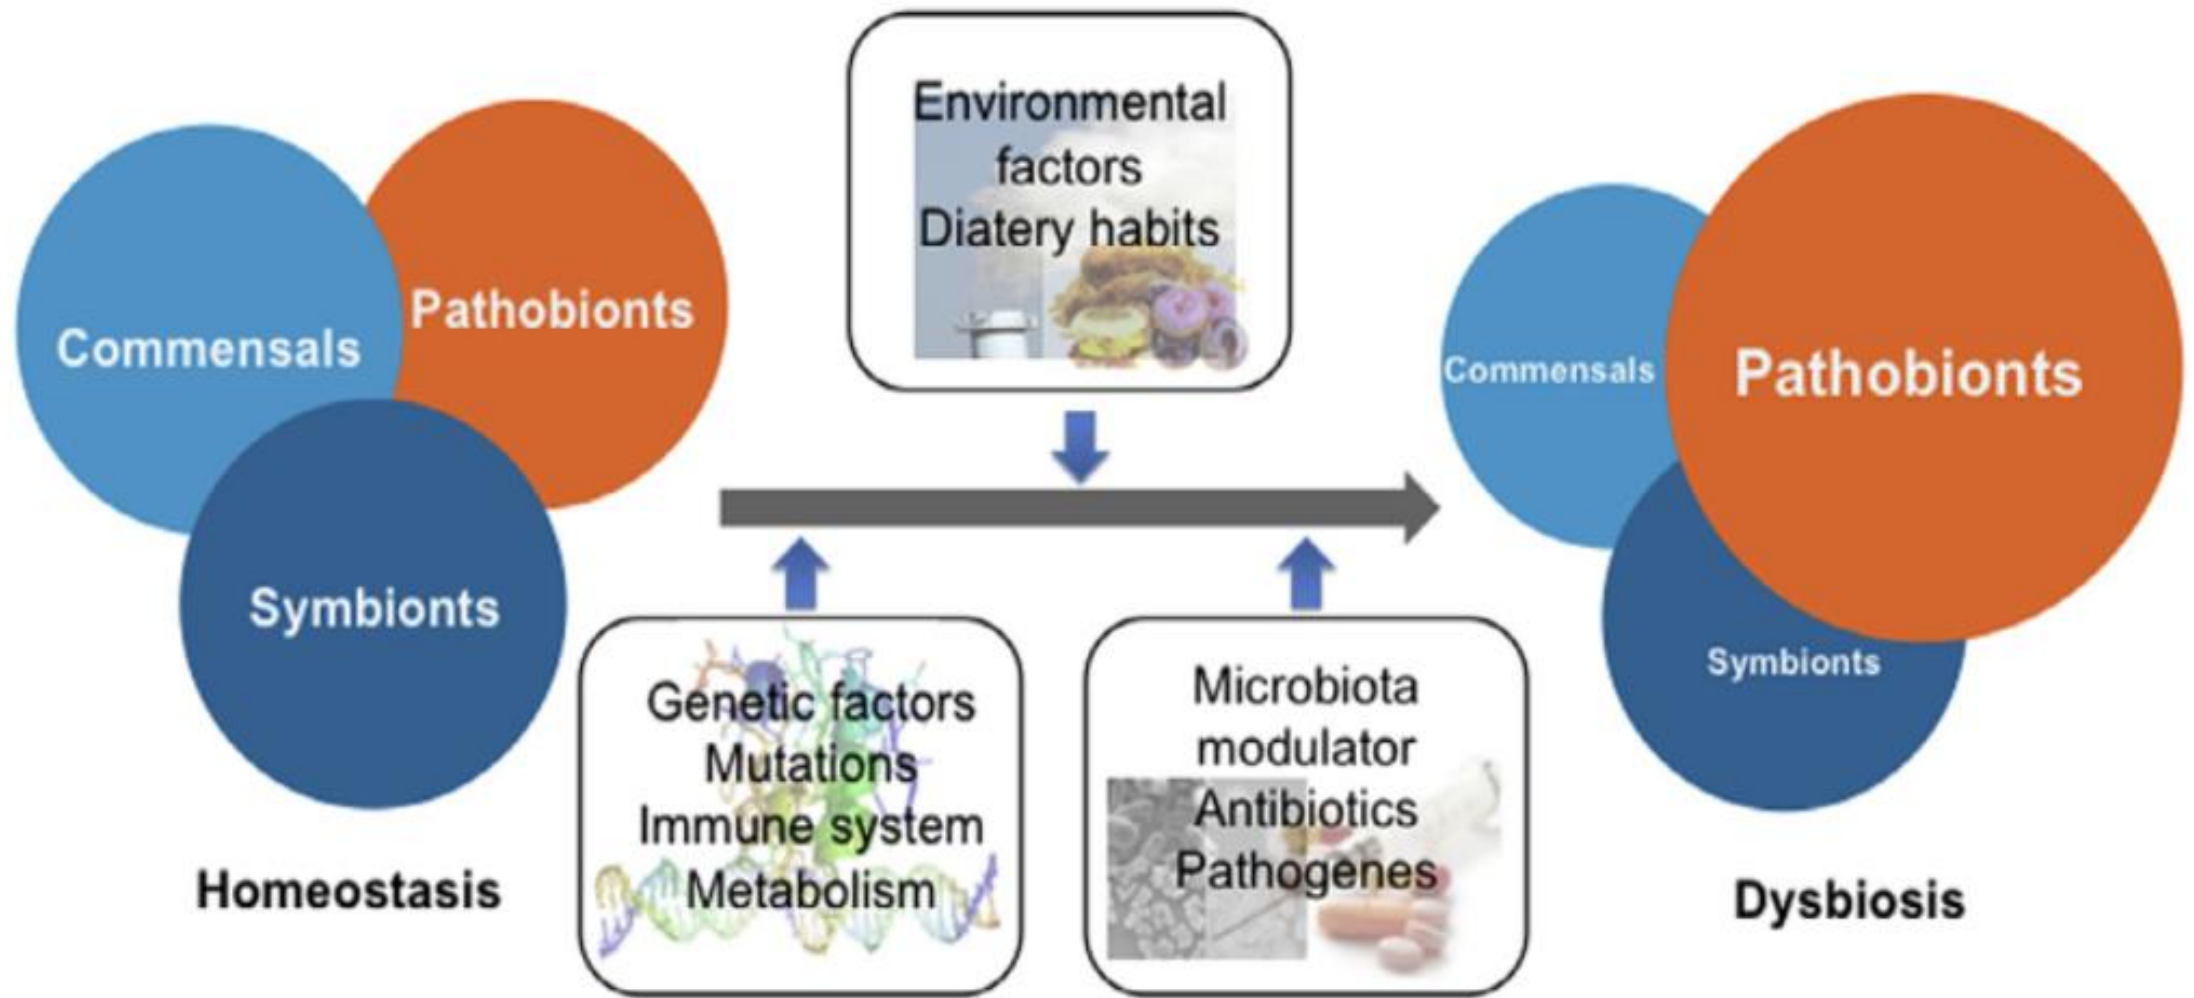 Commensals
Pathobionts
Symbionts
Homeostasis
Environmental
factors
Diatery habits
Genetic factors
Mutations
Immune system
Metabolism
Microbiota
modulator
Antibiotics
Pathogenes
Commensals
Pathobionts
Symbionts
Dysbiosis